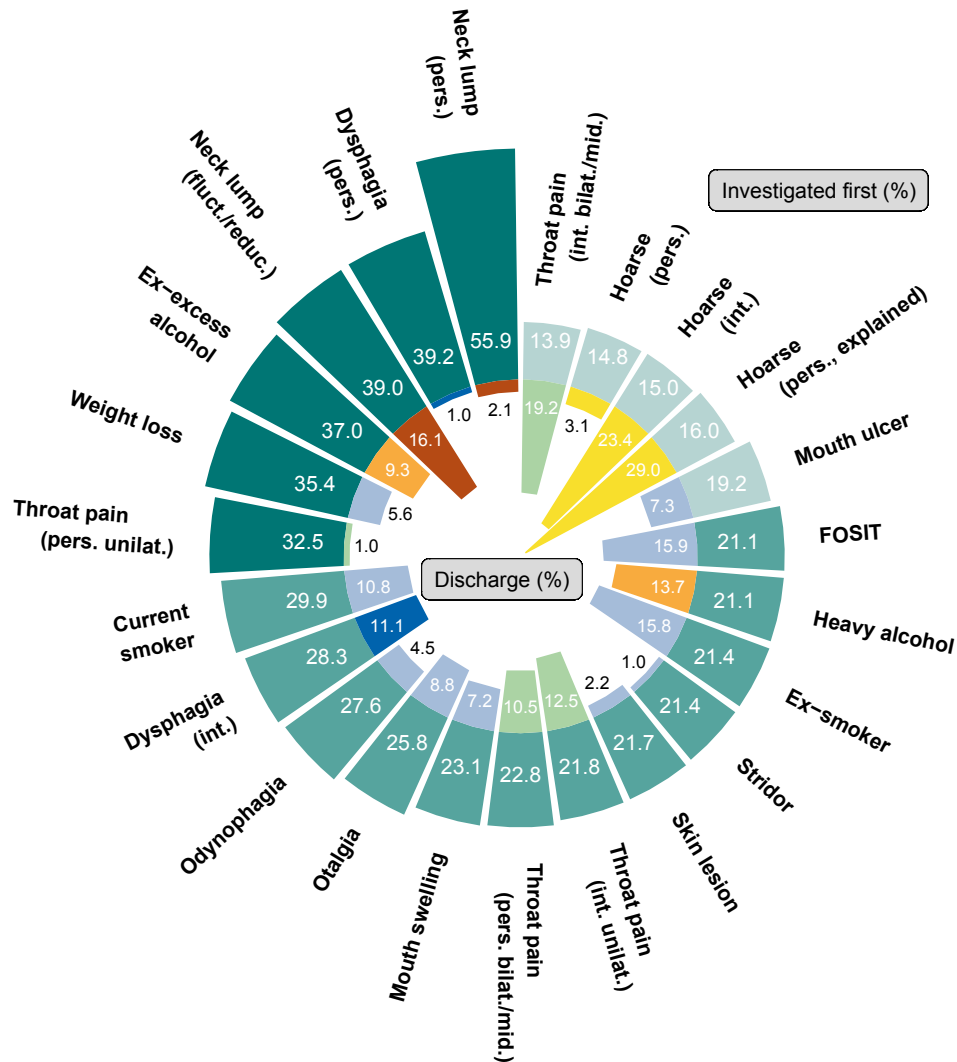 Neck lump
(pers.)
55.9
2.1
Throat pain
(int. bilat./mid.)
13.9
19.2
Hoarse
(pers.)
14.8
3.1
Hoarse
(int.)
15.0
23.4
Hoarse
(pers., explained)
16.0
29.0
Mouth ulcer
19.2
7.3
FOSIT
21.1
15.9
Heavy alcohol
21.1
13.7
Ex−smoker
21.4
15.8
Stridor
21.4
1.0
Skin lesion
21.7
2.2
Throat pain
(int. unilat.)
21.8
12.5
Throat pain
(pers. bilat./mid.)
22.8
10.5
Mouth swelling
23.1
7.2
Otalgia
25.8
8.8
Odynophagia
27.6
4.5
Dysphagia
(int.)
28.3
11.1
Current
smoker
29.9
10.8
Throat pain
(pers. unilat.)
32.5
1.0
Weight loss
35.4
5.6
Ex−excess
alcohol
37.0
9.3
Neck lump
(fluct./reduc.)
39.0
16.1
Dysphagia
(pers.)
39.2
1.0
Investigated first (%)
Discharge (%)